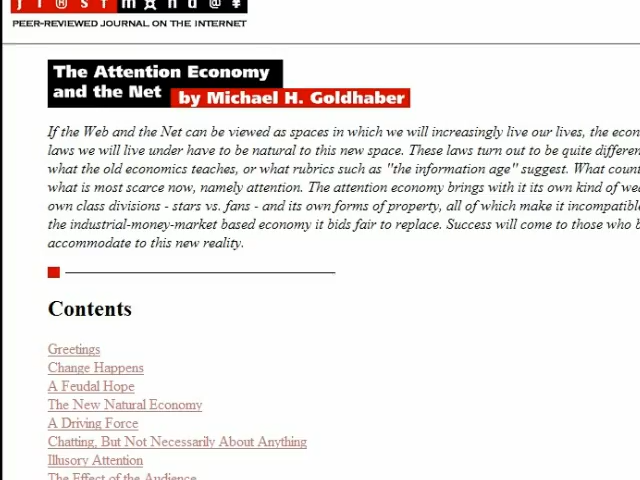 PEER-REVIEWED JOURNAL ON THE INTERNET
The Attention Economy
and the Net by Michael H. Goldhaber
If the Web and the Net can be viewed as spaces in which we will increasingly live our lives, the
laws we will live under have to be natural to this new space. These laws turn out to be quite
what the old economics teaches, or what rubrics such as "the information age" suggest. What
what is most scarce now, namely attention. The attention economy brings with it its own kind of
own class divisions - stars vs. fans - and its own forms of property, all of which make it
the industrial-money-market based economy it bids fair to replace. Success will come to those who
accommodate to this new reality.
Contents
Greetings
Change Happens
A Feudal Hope
The New Natural Economy
A Driving Force
Chatting, But Not Necessarily About Anything
Illusory Attention
The Effect of the Audience